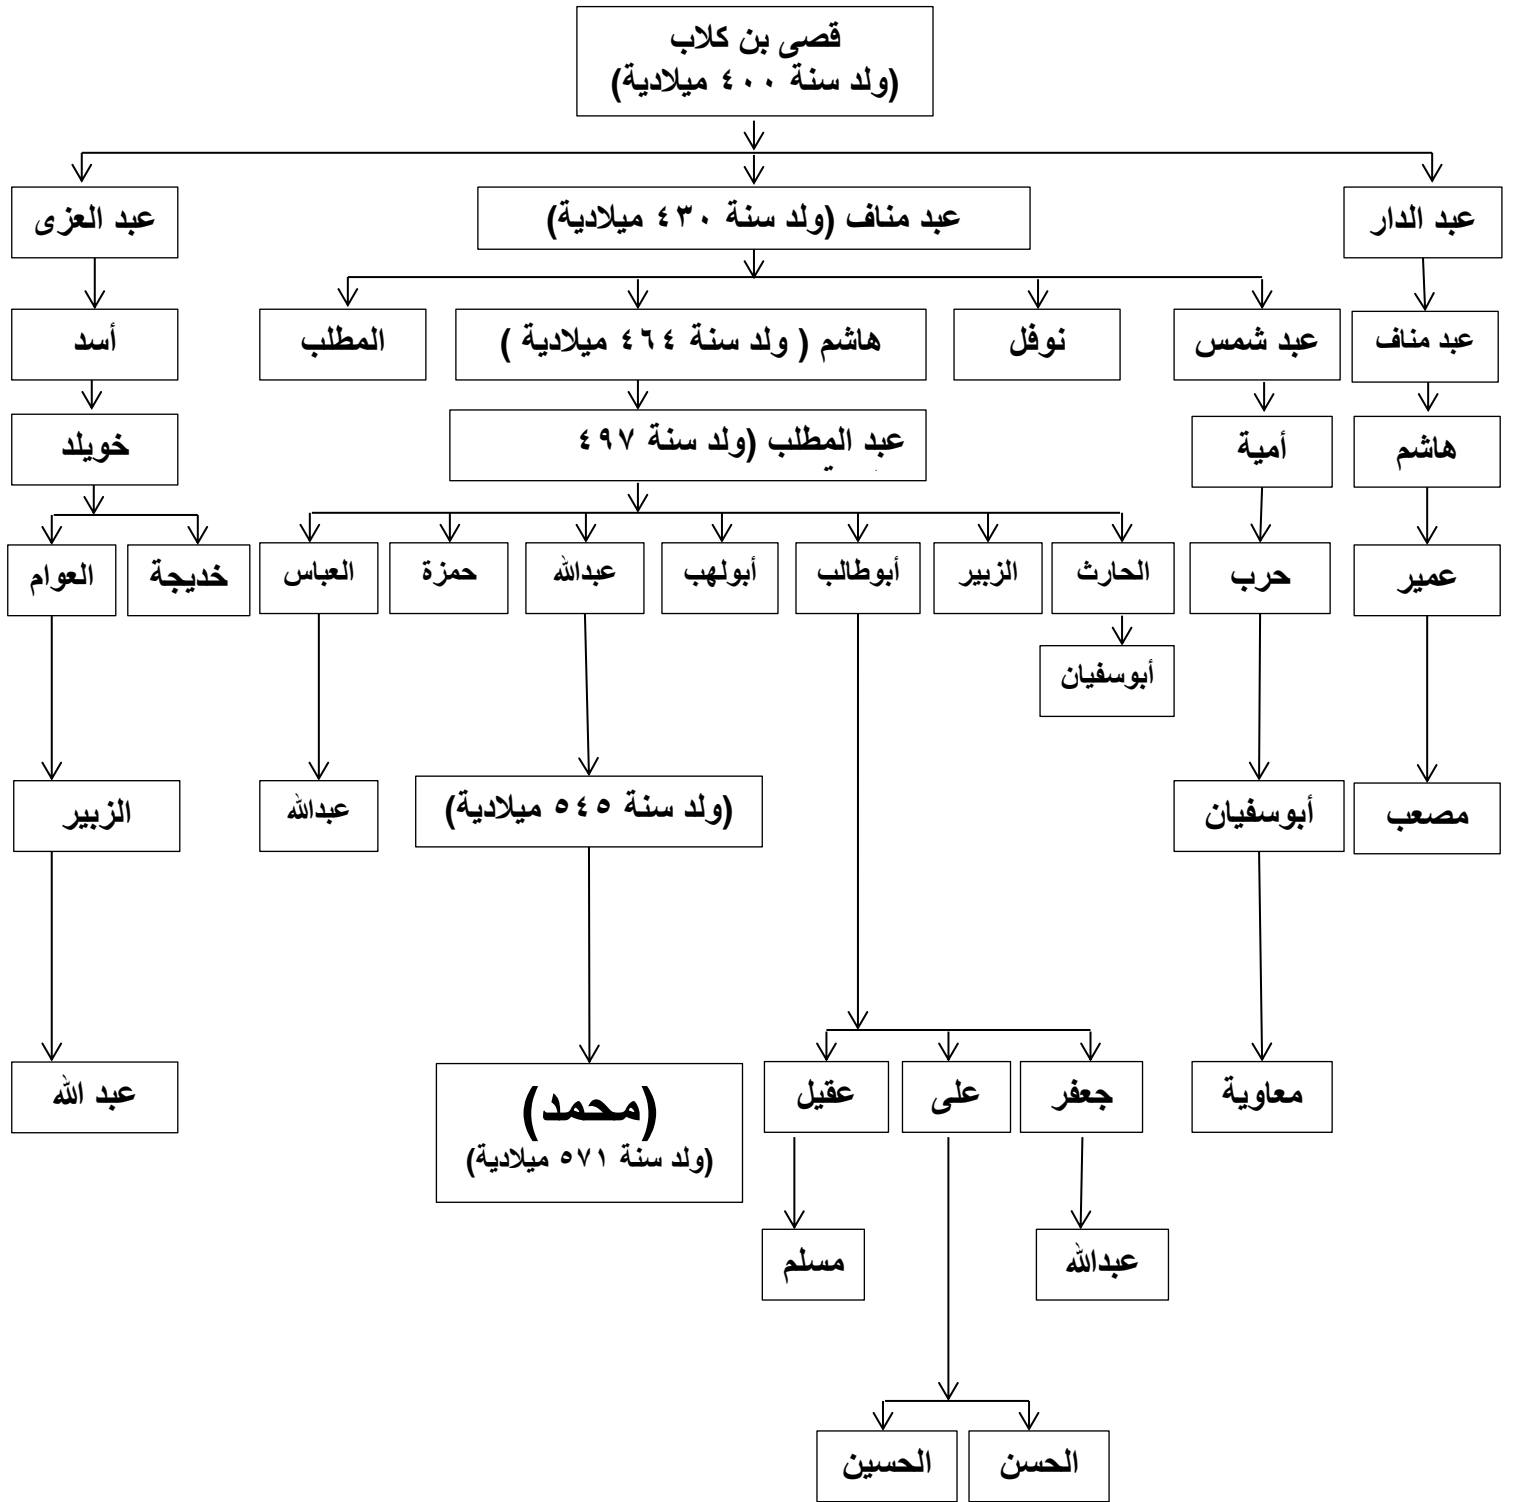 قصى بن كلاب
(ولد سنة ٤٠٠ ميلادية)
عبد الدار
عبد مناف (ولد سنة ٤٣٠ ميلادية)
عبد العزى
عبد مناف
عبد شمس
نوفل
هاشم ( ولد سنة ٤٦٤ ميلادية )
المطلب
أسد
هاشم
أمية
عبد المطلب (ولد سنة ٤٩٧
خويلد
عمير
حرب
الحارث
الزبير
أبوطالب
أبولهب
عبدالله
حمزة
العباس
خديجة
العوام
أبوسفيان
مصعب
أبوسفيان
(ولد سنة ٥٤٥ ميلادية)
عبدالله
الزبير
معاوية
جعفر
على
عقيل
(محمد)
(ولد سنة ٥٧١ ميلادية)
عبد الله
عبدالله
مسلم
الحسن
الحسين